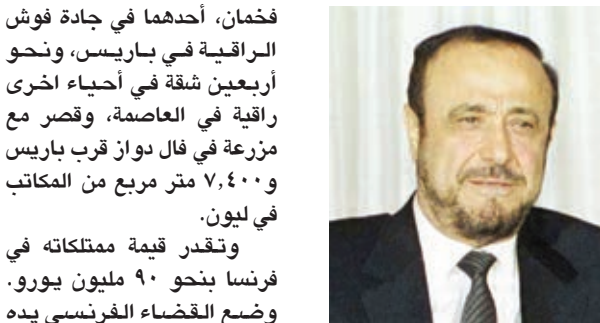 فخمان، أحدهما في جادة فوش
الراقية في باريس، ونحو
أربعين شقة في أحياء اخرى
راقية في العاصمة، وقصر مع
مزرعة في فال دواز قرب باريس
و٧,٤٠٠ متر مربع من المكاتب
في ليون.
وتقدر قيمة ممتلكاته في
فرنسا بنحو ٩٠ مليون يورو.
وضع القضاء الفرنسي يده